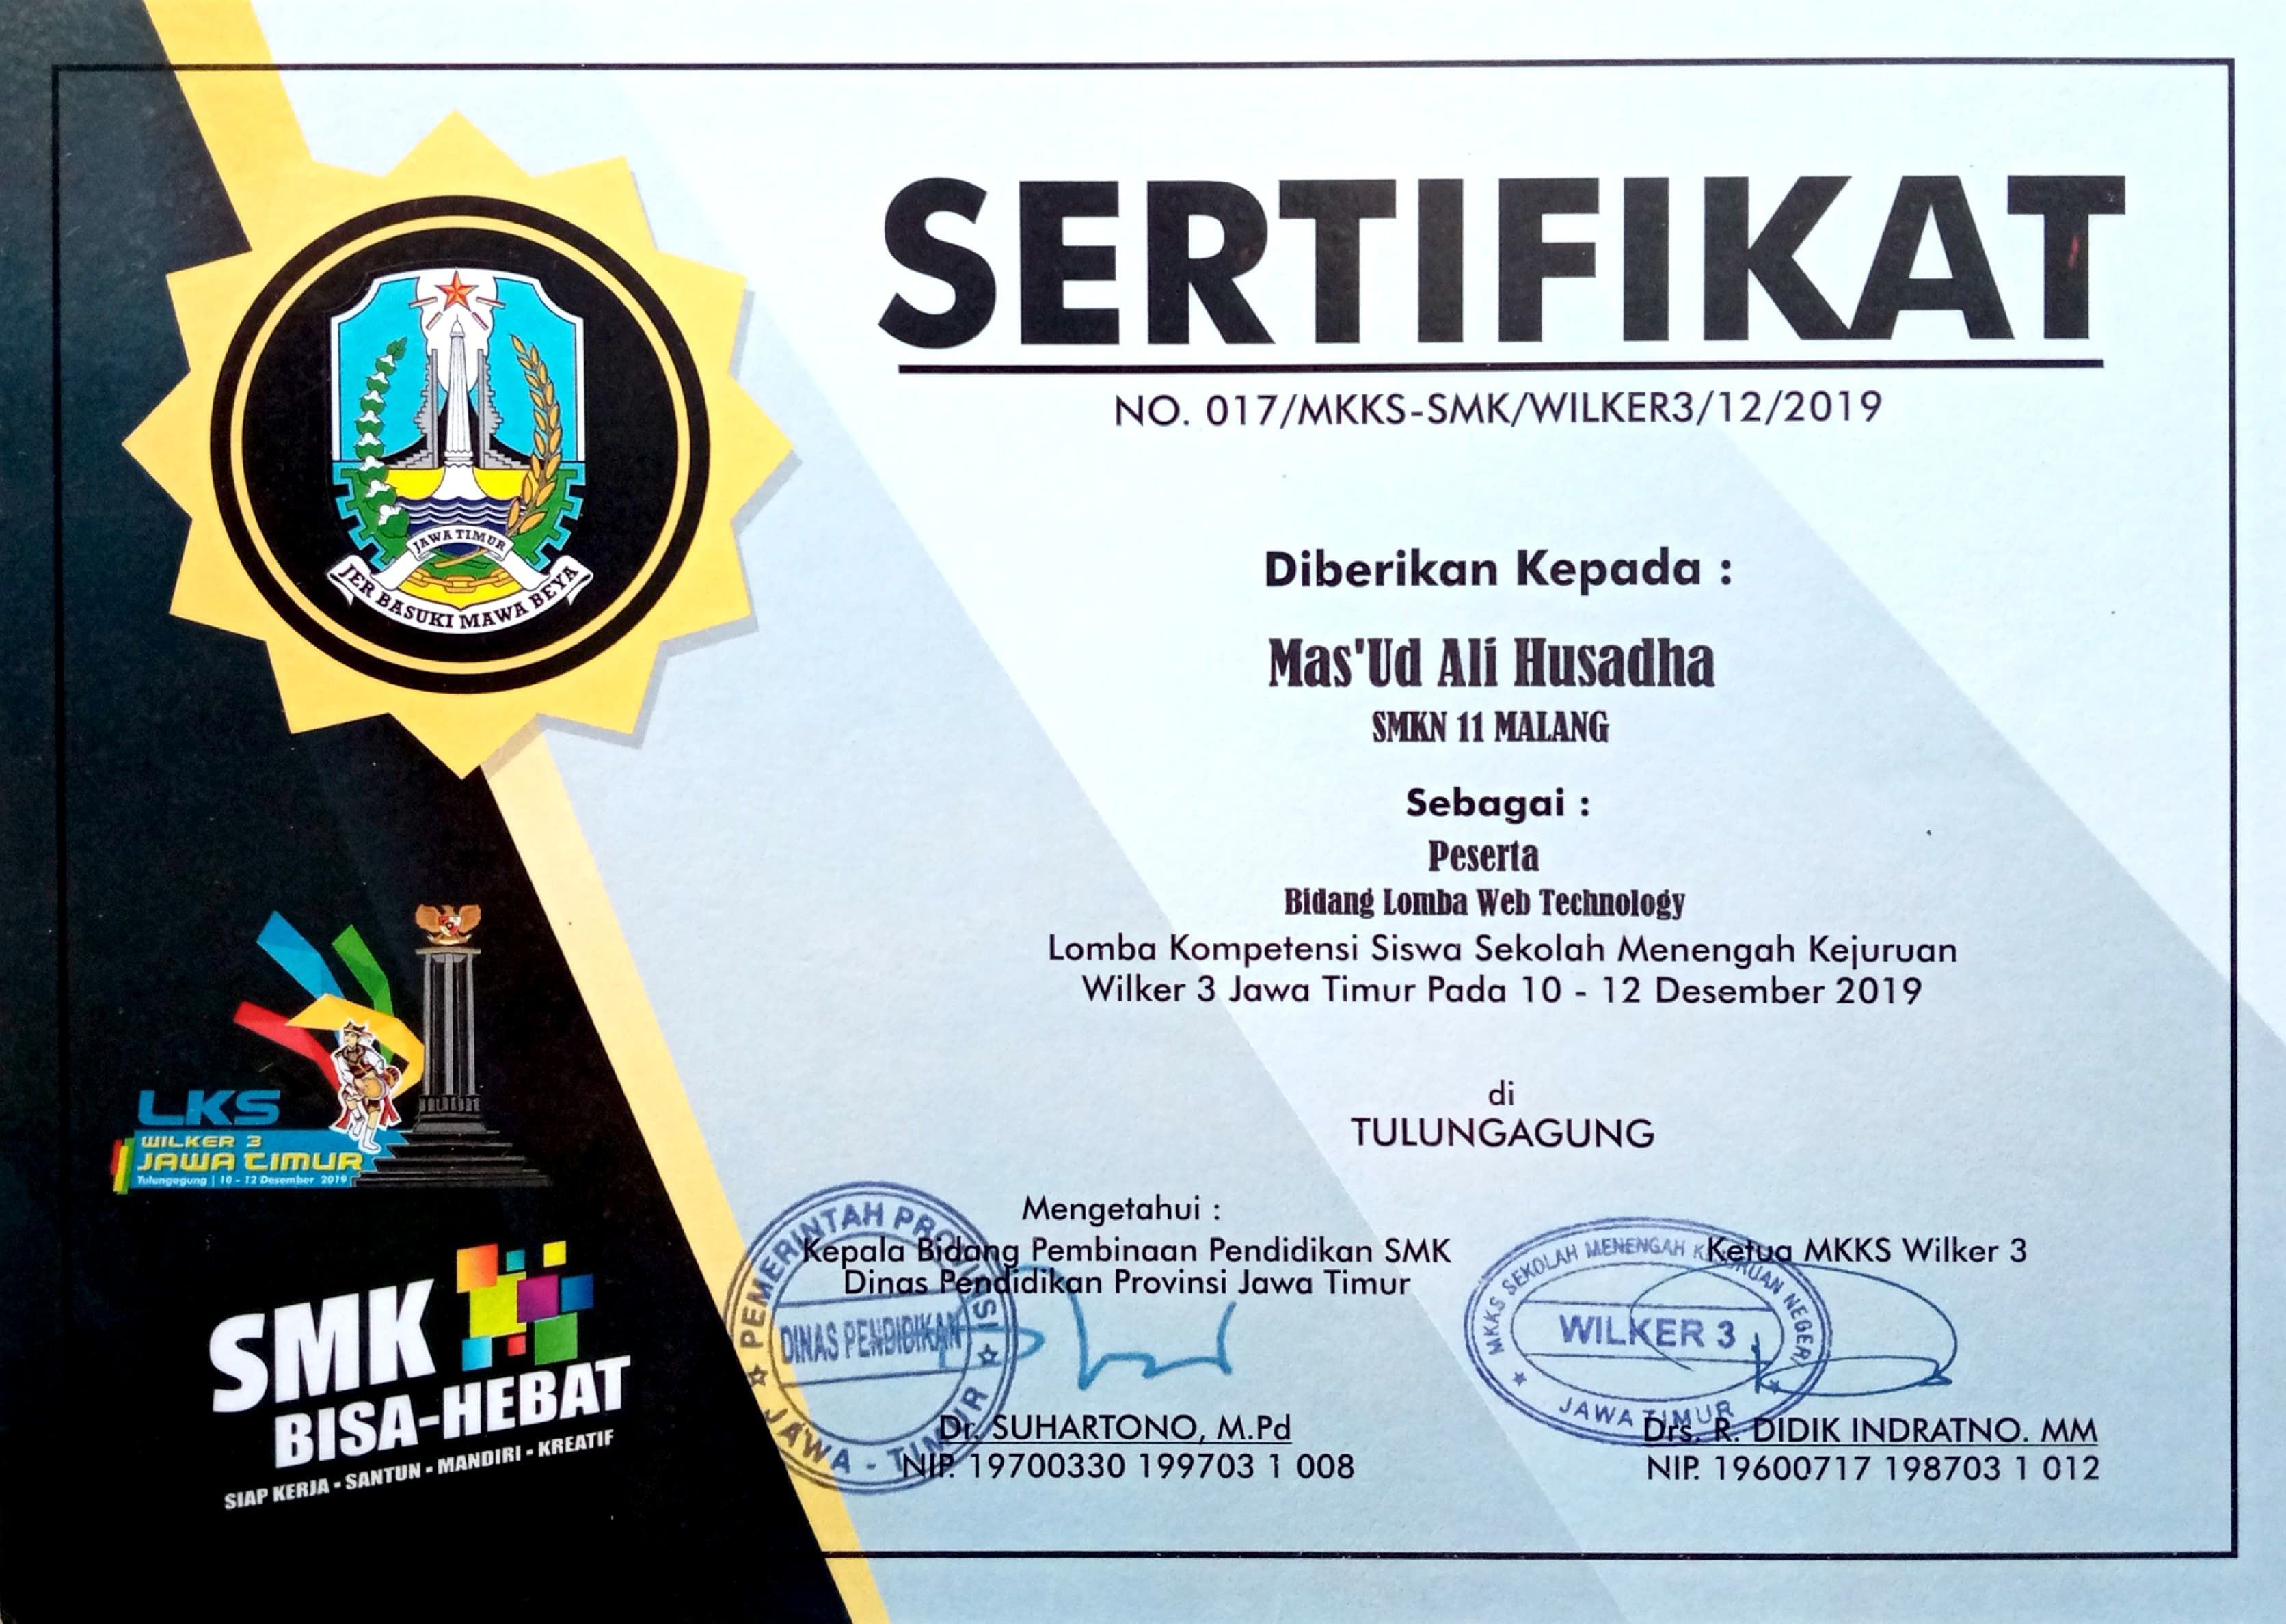 SERTIFIKAT
NO. 017/MKKS-SMK/WILKER3/12/2019
JAWA TIMUR
JER BASUKI MAWA BEYA
Diberikan Kepada :
Mas'Ud Ali Husadha
SMKN 11 MALANG
Sebagai :
Peserta
Bidang Lomba Web Technology
Lomba Kompetensi Siswa Sekolah Menengah Kejuruan
Wilker 3 Jawa Timur Pada 10 - 12 Desember 2019
di
TULUNGAGUNG
LKS
WILKER 3
JAWA TIMUR
Tulungagung | 10 - 12 Desember 2019
SMK
BISA-HEBAT
SIAP KERJA - SANTUN - MANDIRI - KREATIF
Mengetahui :
Kepala Bidang Pembinaan Pendidikan SMK
Dinas Pendidikan Provinsi Jawa Timur
PEMERINTAH PROVINSI
DINAS PENDIDIKAN
JAWA - TIMUR
Dr. SUHARTONO, M.Pd
NIP. 19700330 199703 1 008
Ketua MKKS Wilker 3
MKKS SEKOLAH MENENGAH KEJURUAN NEGERI
WILKER 3
JAWA TIMUR
Drs. R. DIDIK INDRATNO. MM
NIP. 19600717 198703 1 012